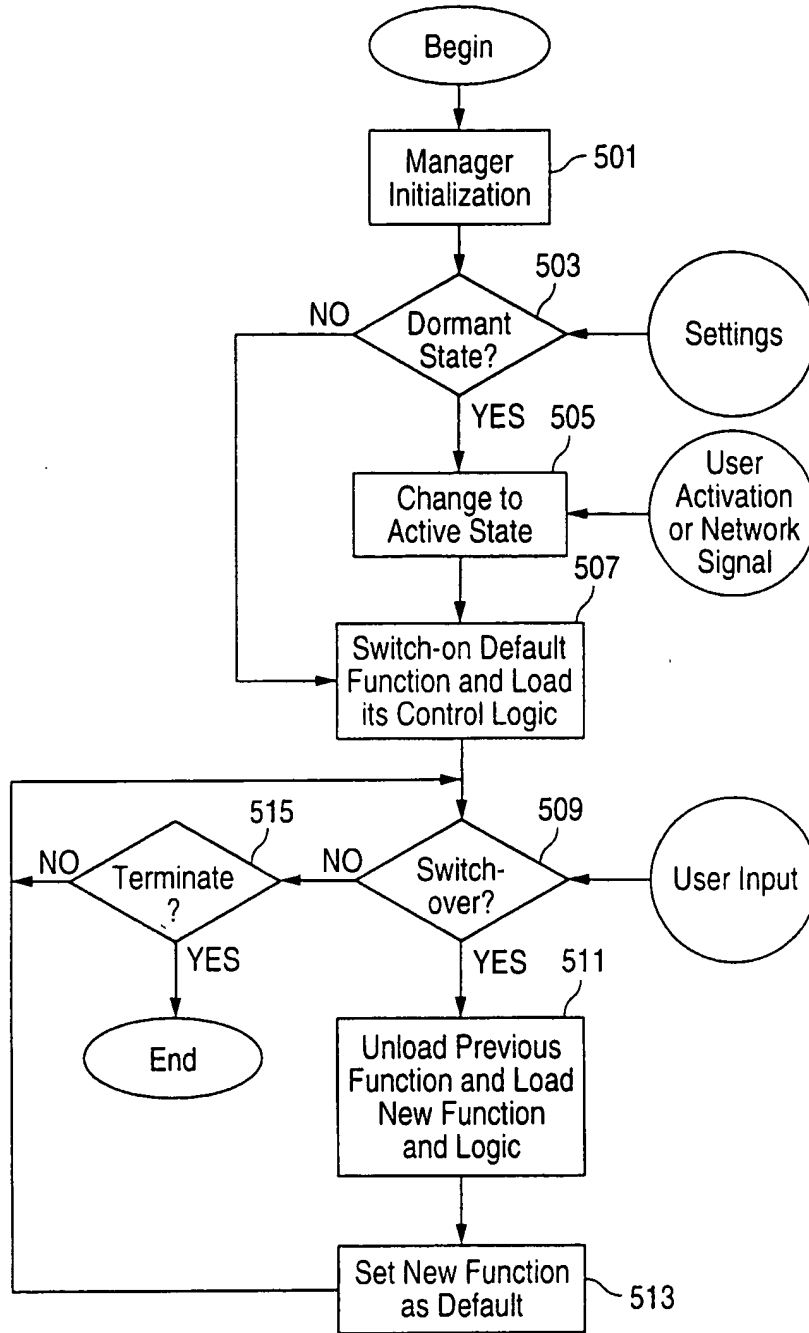 Begin
Manager
Initialization
501
503
NO
Dormant
State?
Settings
YES
505
Change to
Active State
User
Activation
or Network
Signal
507
Switch-on Default
Function and Load
its Control Logic
515
509
NO
Terminate
?
NO
Switch-
over?
User Input
YES
YES
511
End
Unload Previous
Function and Load
New Function
and Logic
Set New Function
as Default
513